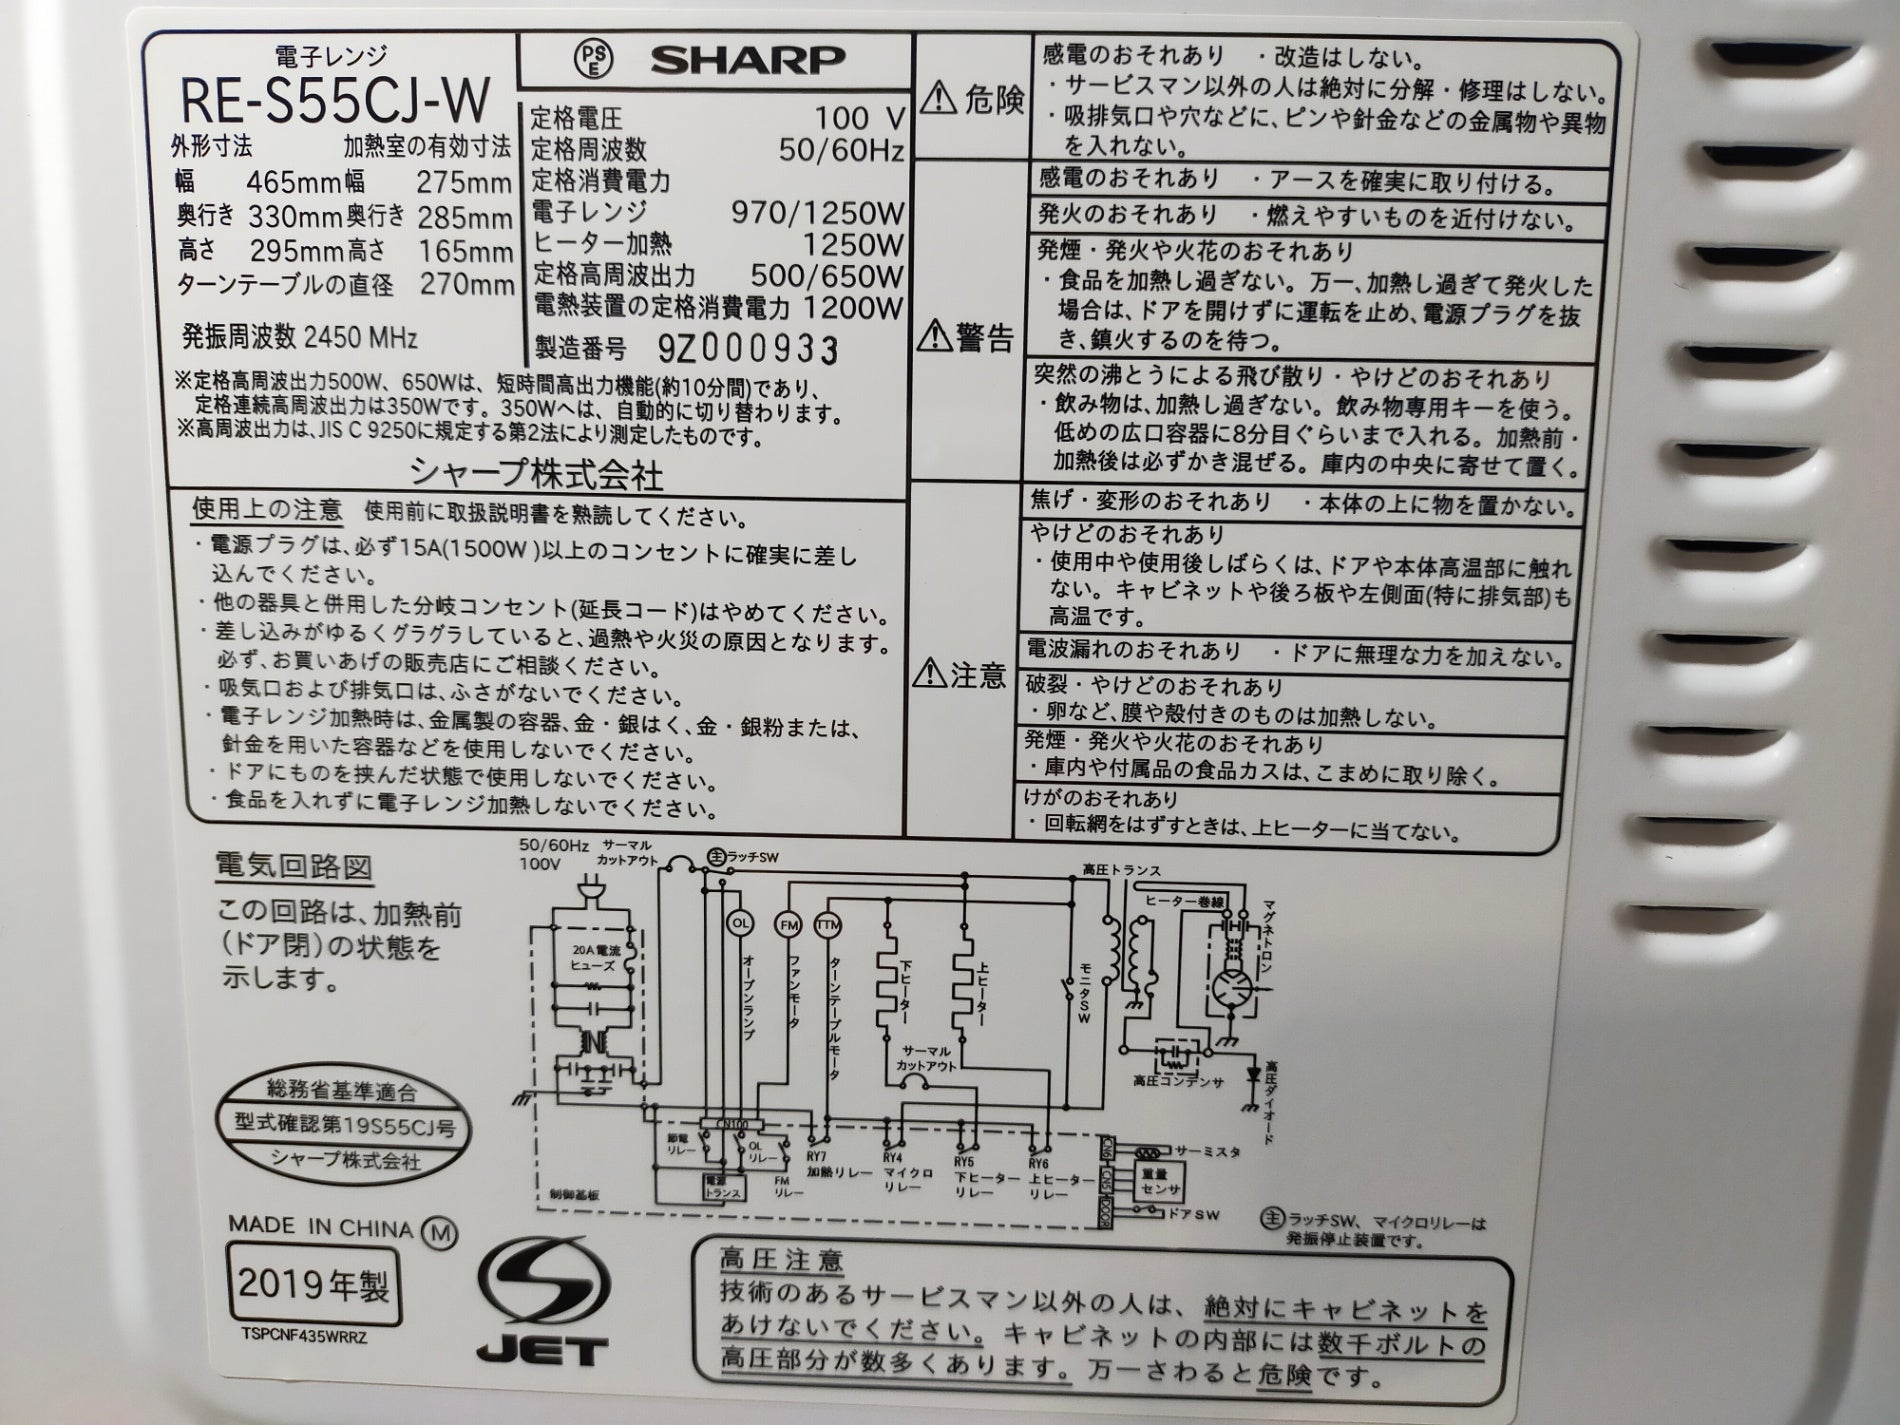 電子レンジ
RE-S55CJ-W
外形寸法 加熱室の有効寸法
幅 465mm 幅 275mm
奥行き 330mm 奥行き 285mm
高さ 295mm 高さ 165mm
ターンテーブルの直径 270mm
発振周波数 2450 MHz
PSE SHARP
定格電圧 100 V
定格周波数 50/60Hz
定格消費電力
電子レンジ 970/1250W
ヒーター加熱 1250W
定格高周波出力 500/650W
電熱装置の定格消費電力 1200W
製造番号 9Z000933
※定格高周波出力500W、650Wは、短時間高出力機能(約10分間)であり、
定格連続高周波出力は350Wです。350Wへは、自動的に切り替わります。
※高周波出力は、JIS C 9250に規定する第2法により測定したものです。
シャープ株式会社
使用上の注意 使用前に取扱説明書を熟読してください。
・電源プラグは、必ず15A(1500W)以上のコンセントに確実に差し
込んでください。
・他の器具と併用した分岐コンセント(延長コード)はやめてください。
・差し込みがゆるくグラグラしていると、過熱や火災の原因となります。
必ず、お買いあげの販売店にご相談ください。
・吸気口および排気口は、ふさがないでください。
・電子レンジ加熱時は、金属製の容器、金・銀はく、金・銀粉または、
針金を用いた容器などを使用しないでください。
・ドアにものを挟んだ状態で使用しないでください。
・食品を入れずに電子レンジ加熱しないでください。
⚠危険
感電のおそれあり ・改造はしない。
・サービスマン以外の人は絶対に分解・修理はしない。
・吸排気口や穴などに、ピンや針金などの金属物や異物
を入れない。
⚠警告
感電のおそれあり ・アースを確実に取り付ける。
発火のおそれあり ・燃えやすいものを近付けない。
発煙・発火や火花のおそれあり
・食品を加熱し過ぎない。万一、加熱し過ぎて発火した
場合は、ドアを開けずに運転を止め、電源プラグを抜
き、鎮火するのを待つ。
突然の沸とうによる飛び散り・やけどのおそれあり
・飲み物は、加熱し過ぎない。飲み物専用キーを使う。
低めの広口容器に8分目ぐらいまで入れる。加熱前・
加熱後は必ずかき混ぜる。庫内の中央に寄せて置く。
⚠注意
焦げ・変形のおそれあり ・本体の上に物を置かない。
やけどのおそれあり
・使用中や使用後しばらくは、ドアや本体高温部に触れ
ない。キャビネットや後ろ板や左側面(特に排気部)も
高温です。
電波漏れのおそれあり ・ドアに無理な力を加えない。
破裂・やけどのおそれあり
・卵など、膜や殻付きのものは加熱しない。
発煙・発火や火花のおそれあり
・庫内や付属品の食品カスは、こまめに取り除く。
けがのおそれあり
・回転網をはずすときは、上ヒーターに当てない。
電気回路図
この回路は、加熱前
(ドア閉)の状態を
示します。
50/60Hz
100V
サーマル
カットアウト
主ラッチSW
高圧トランス
ヒーター巻線
マグネトロン
20A電流
ヒューズ
OL
FM
TTM
オーブンランプ
ファンモータ
ターンテーブルモータ
下ヒーター
上ヒーター
モニタSW
サーマル
カットアウト
高圧コンデンサ
高圧ダイオード
CN100
節電
リレー
OL
リレー
FM
リレー
電源
トランス
RY7
加熱リレー
RY4
マイクロ
リレー
RY5
下ヒーター
リレー
RY6
上ヒーター
リレー
制御基板
CN6
サーミスタ
CN5
重量
センサ
DOOR
ドアSW
主ラッチSW、マイクロリレーは
発振停止装置です。
総務省基準適合
型式確認第19S55CJ号
シャープ株式会社
MADE IN CHINA M
2019年製
TSPCNF435WRRZ
JET
高圧注意
技術のあるサービスマン以外の人は、絶対にキャビネットを
あけないでください。キャビネットの内部には数千ボルトの
高圧部分が数多くあります。万一さわると危険です。